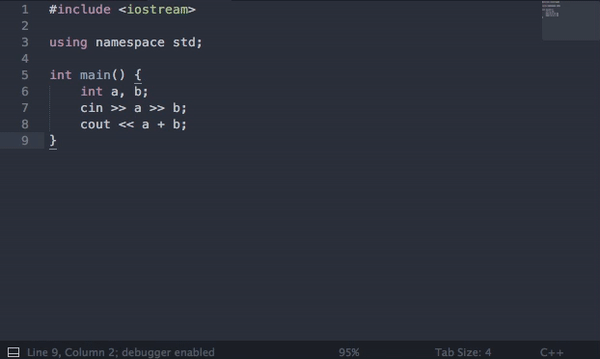 1 #include <iostream>
2
3 using namespace std;
4
5 int main() {
6     int a, b;
7     cin >> a >> b;
8     cout << a + b;
9 }
Line 9, Column 2; debugger enabled 95% Tab Size: 4 C++